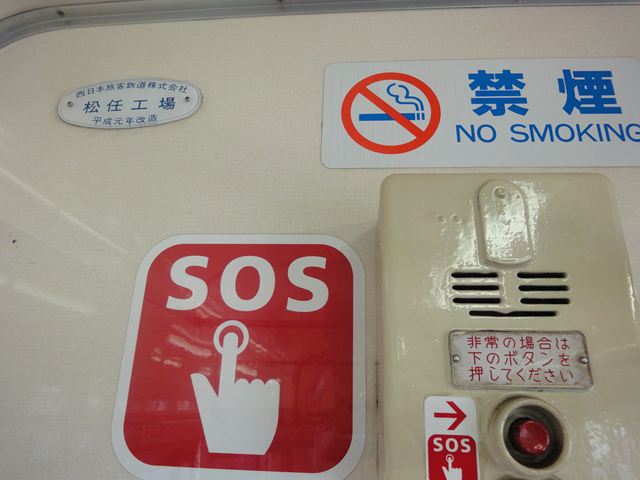 西日本旅客鉄道株式会社
松任工場
平成元年改造
禁煙
NO SMOKING
SOS
非常の場合は
下のボタンを
押してください
SOS